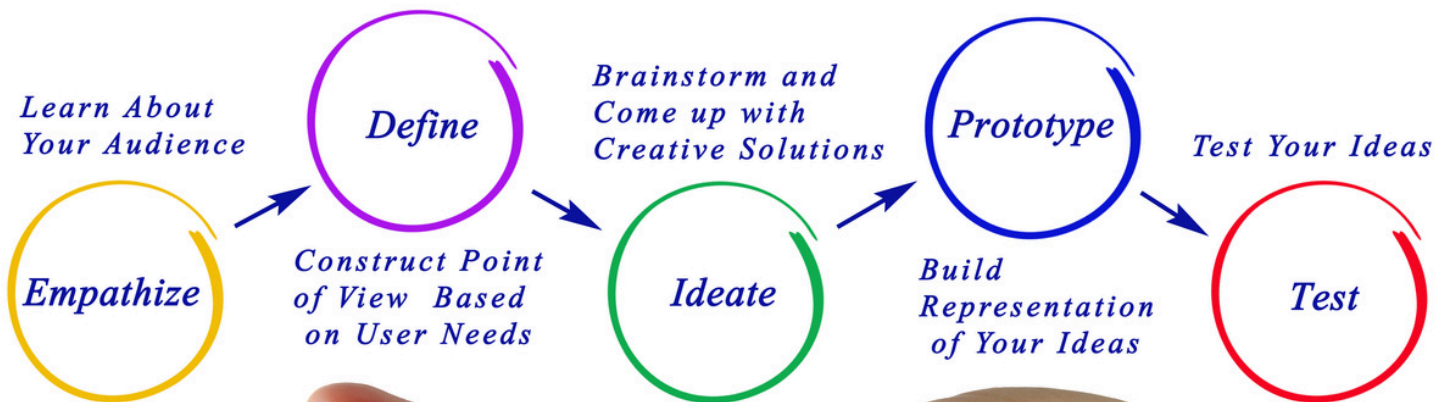 Learn About
Your Audience
Empathize
Define
Construct Point
of View Based
on User Needs
Brainstorm and
Come up with
Creative Solutions
Ideate
Prototype
Build
Representation
of Your Ideas
Test Your Ideas
Test